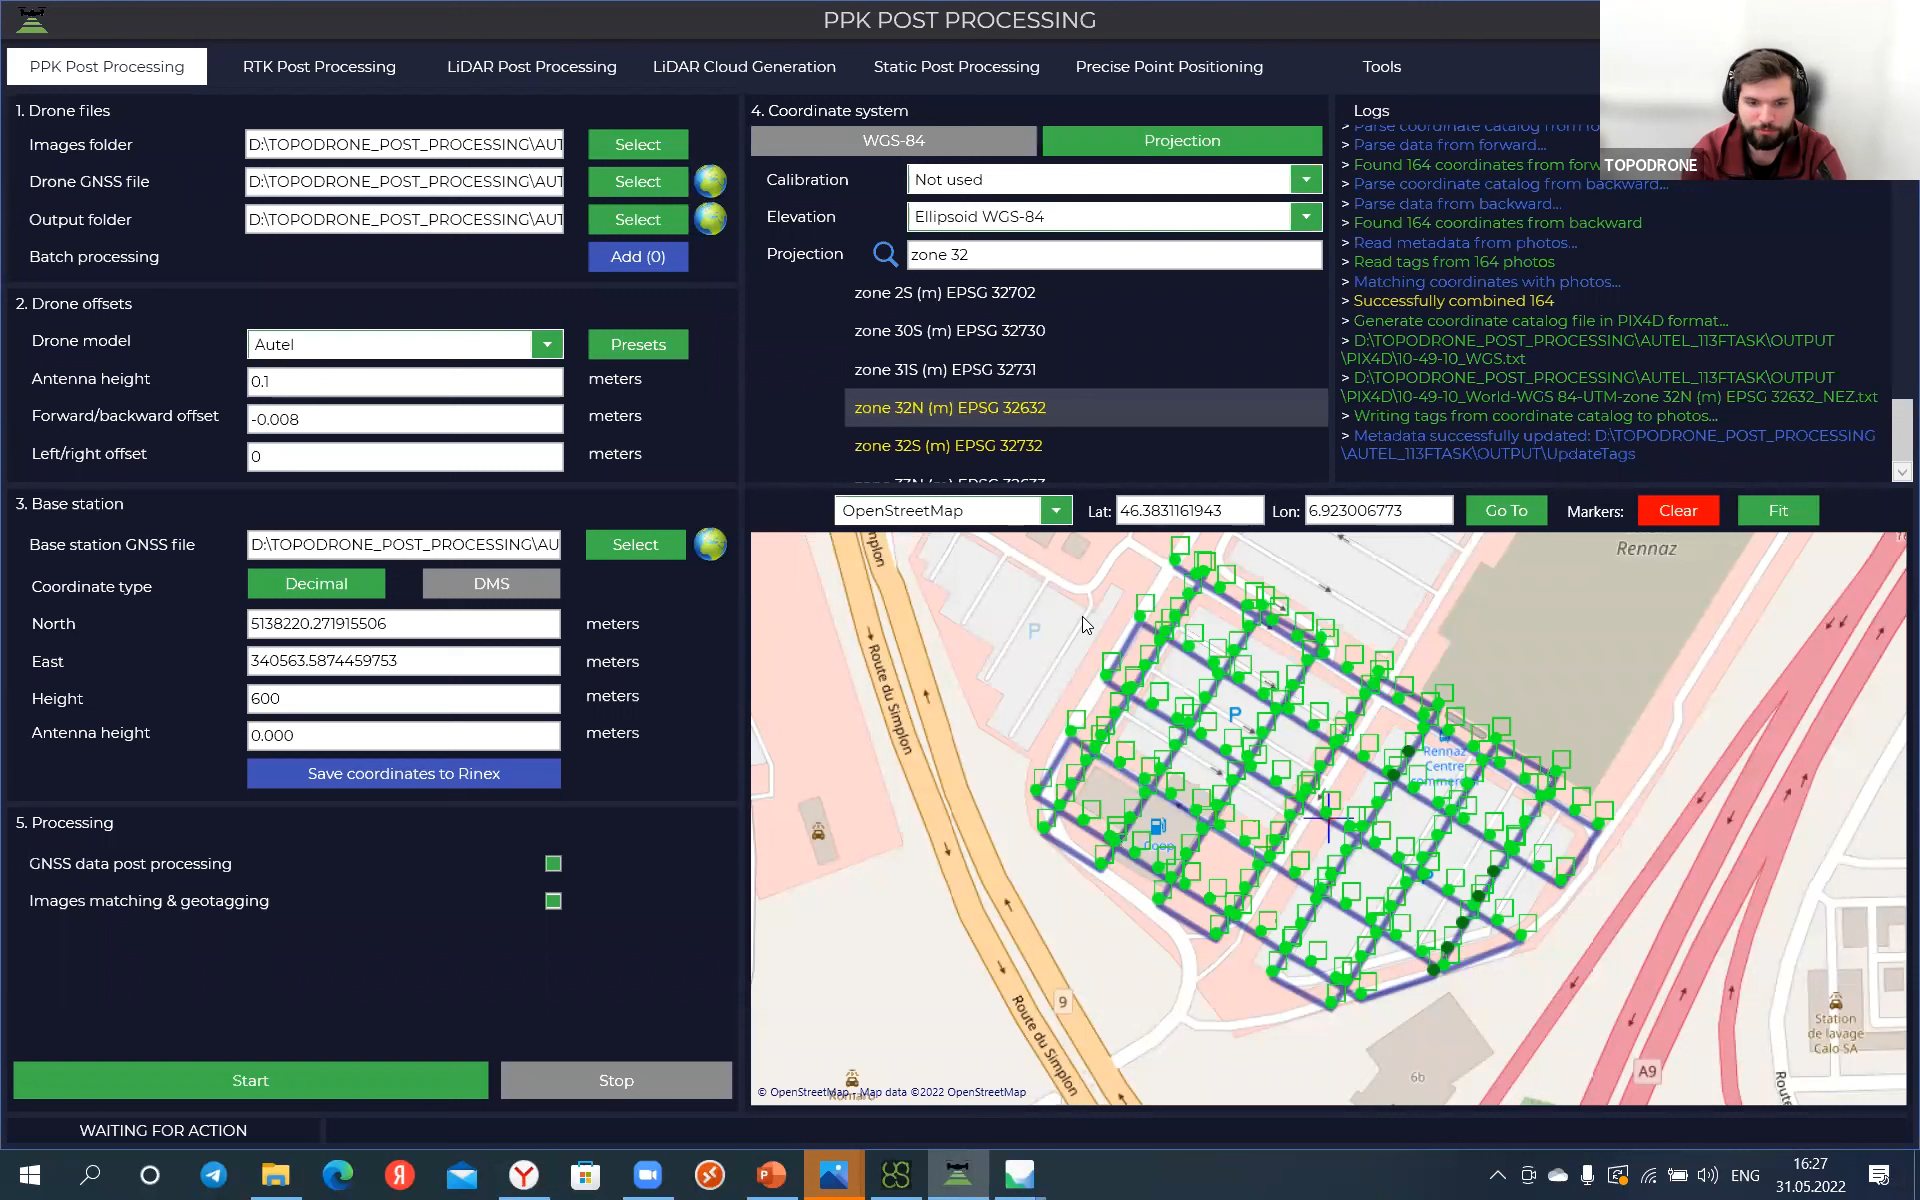 PPK POST PROCESSING
PPK Post Processing
RTK Post Processing
LiDAR Post Processing
LiDAR Cloud Generation
Static Post Processing
Precise Point Positioning
Tools
1. Drone files
Images folder
D:\TOPODRONE_POST_PROCESSING\AUT
Select
Drone GNSS file
D:\TOPODRONE_POST_PROCESSING\AUT
Select
Output folder
D:\TOPODRONE_POST_PROCESSING\AUT
Select
Batch processing
Add (0)
2. Drone offsets
Drone model
Autel
Presets
Antenna height
0.1
meters
Forward/backward offset
-0.008
meters
Left/right offset
0
meters
3. Base station
Base station GNSS file
D:\TOPODRONE_POST_PROCESSING\AU
Select
Coordinate type
Decimal
DMS
North
5138220.271915506
meters
East
340563.5874459753
meters
Height
600
meters
Antenna height
0.000
meters
Save coordinates to Rinex
5. Processing
GNSS data post processing
Images matching & geotagging
Start
Stop
WAITING FOR ACTION
4. Coordinate system
WGS-84
Projection
Calibration
Not used
Elevation
Ellipsoid WGS-84
Projection
zone 32
zone 2S (m) EPSG 32702
zone 30S (m) EPSG 32730
zone 31S (m) EPSG 32731
zone 32N (m) EPSG 32632
zone 32S (m) EPSG 32732
Logs
> Parse coordinate catalog from fo
> Parse data from forward...
> Found 164 coordinates from forw
> Parse coordinate catalog from backward...
> Parse data from backward...
> Found 164 coordinates from backward
> Read metadata from photos...
> Read tags from 164 photos
> Matching coordinates with photos...
> Successfully combined 164
> Generate coordinate catalog file in PIX4D format...
> D:\TOPODRONE_POST_PROCESSING\AUTEL_113FTASK\OUTPUT
\PIX4D\10-49-10_WGS.txt
> D:\TOPODRONE_POST_PROCESSING\AUTEL_113FTASK\OUTPUT
\PIX4D\10-49-10_World-WGS 84-UTM-zone 32N (m) EPSG 32632_NEZ.txt
> Writing tags from coordinate catalog to photos...
> Metadata successfully updated: D:\TOPODRONE_POST_PROCESSING
\AUTEL_113FTASK\OUTPUT\UpdateTags
TOPODRONE
OpenStreetMap
Lat:
46.3831161943
Lon:
6.923006773
Go To
Markers:
Clear
Fit
Rennaz
Simplon
P
Route du Simplon
P
Rennaz
Centre
Coop
9
Route du Simplon
Station
de lavage
Calo SA
A9
6b
Route
© OpenStreetMap - Map data ©2022 OpenStreetMap
ENG
16:27
31.05.2022